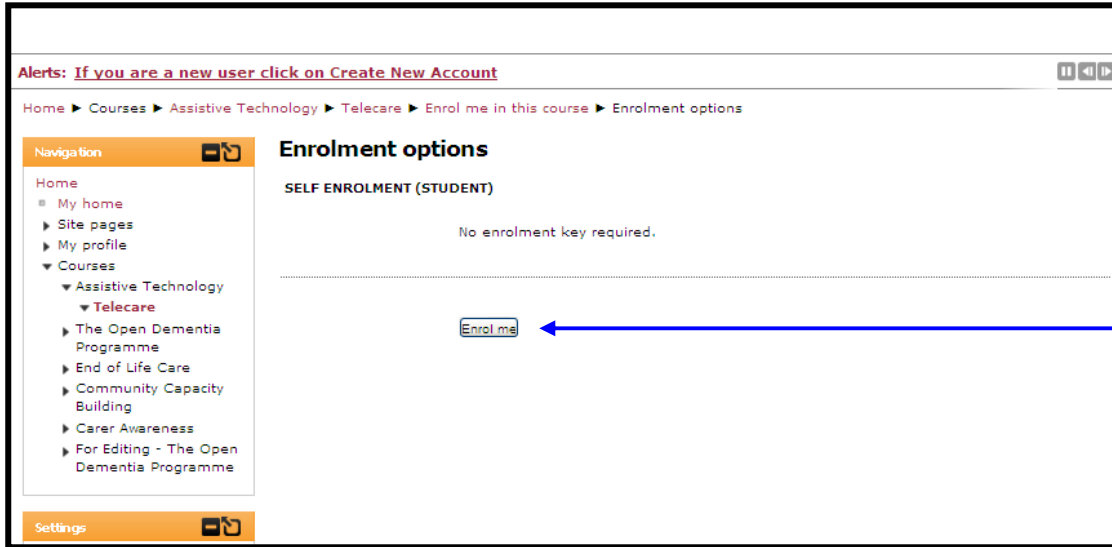 Alerts: If you are a new user click on Create New Account
Home ► Courses ► Assistive Technology ► Telecare ► Enrol me in this course ► Enrolment options
Navigation
Home
My home
Site pages
My profile
Courses
Assistive Technology
Telecare
The Open Dementia
Programme
End of Life Care
Community Capacity
Building
Carer Awareness
For Editing - The Open
Dementia Programme
Settings
Enrolment options
SELF ENROLMENT (STUDENT)
No enrolment key required.
Enrol me